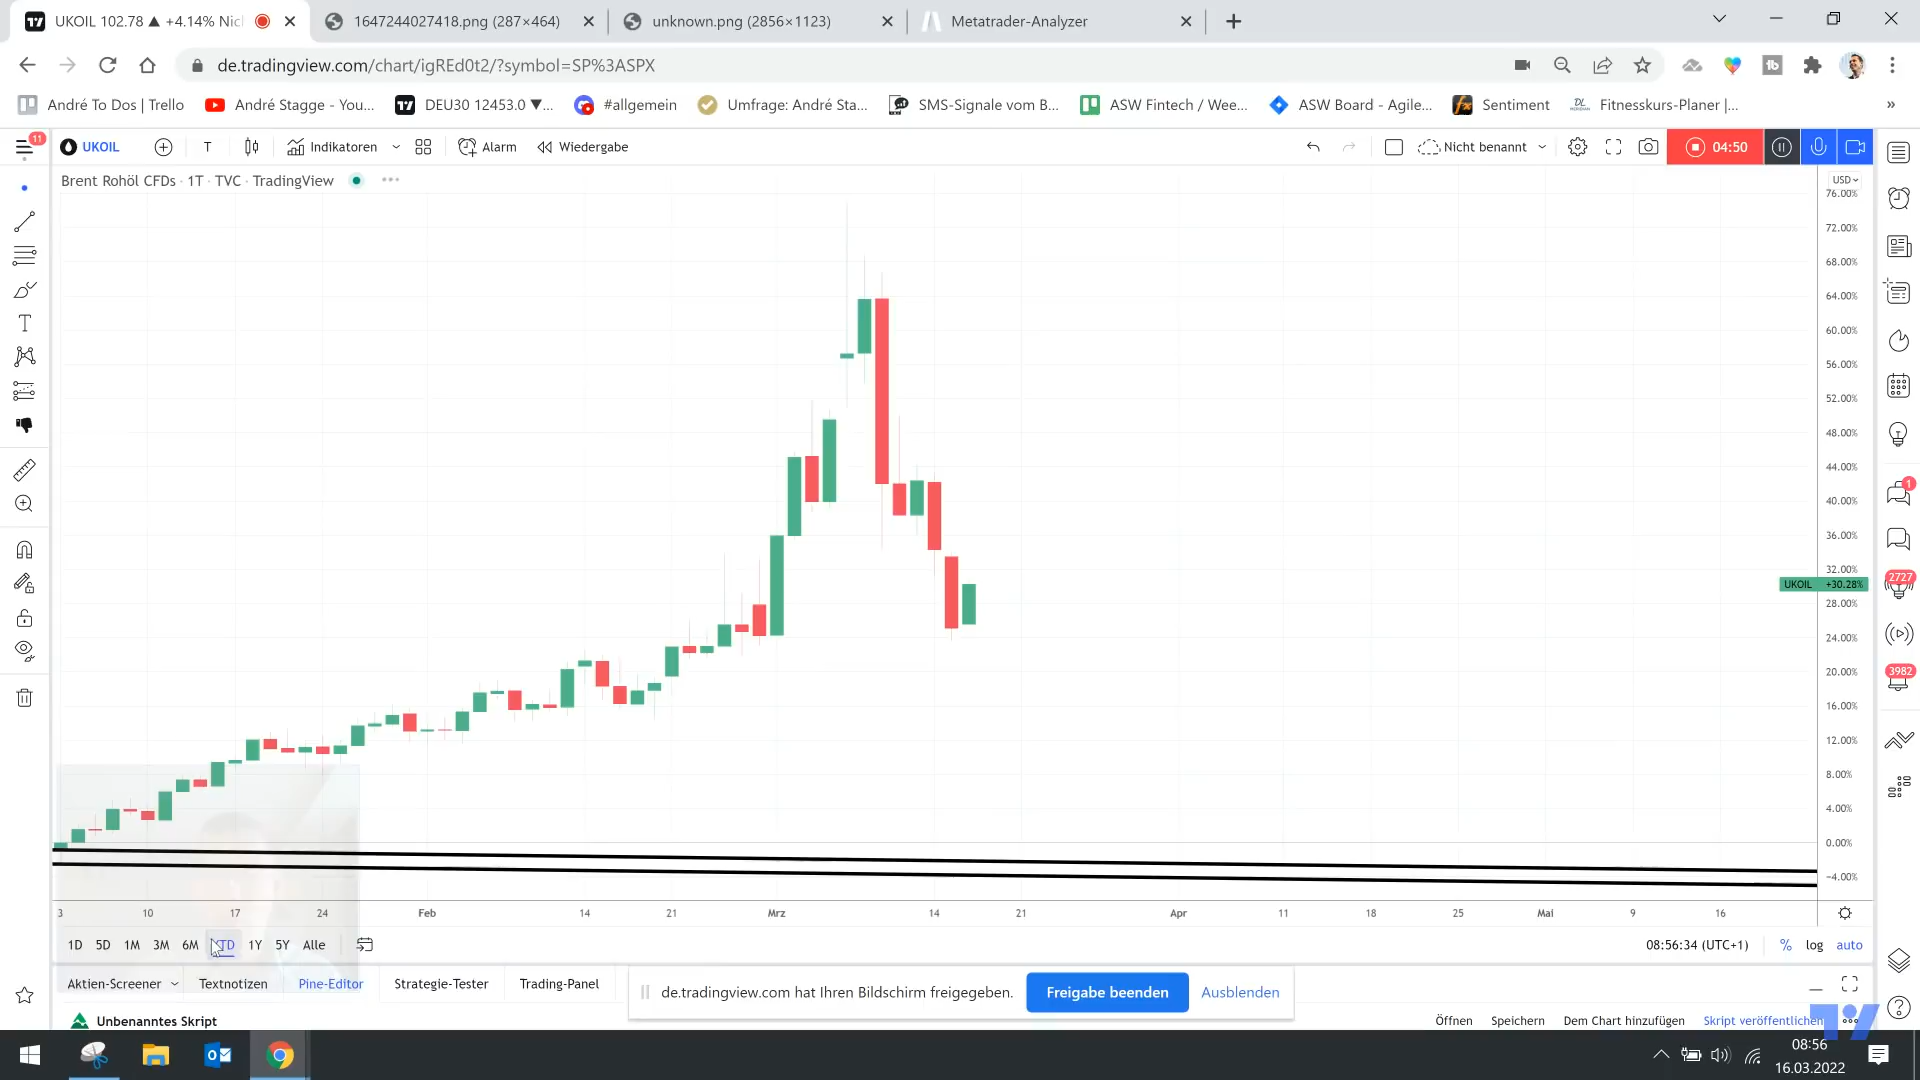 UKOIL 102.78 ▲ +4.14% Nic
1647244027418.png (287×464)
unknown.png (2856×1123)
Metatrader-Analyzer
de.tradingview.com/chart/igREd0t2/?symbol=SP%3ASPX
André To Dos | Trello
André Stagge - You...
DEU30 12453.0 ▼...
#allgemein
Umfrage: André Sta...
SMS-Signale vom B...
ASW Fintech / Wee...
ASW Board - Agile...
Sentiment
Fitnesskurs-Planer |...
11
UKOIL
T
Indikatoren
Alarm
Wiedergabe
Nicht benannt
04:50
Brent Rohöl CFDs · 1T · TVC · TradingView
USD
76.00%
72.00%
68.00%
64.00%
60.00%
56.00%
52.00%
48.00%
44.00%
40.00%
36.00%
32.00%
UKOIL +30.28%
28.00%
24.00%
20.00%
16.00%
12.00%
8.00%
4.00%
0.00%
−4.00%
1
2727
3982
3 10 17 24 Feb 14 21 Mrz 14 21 Apr 11 18 25 Mai 9 16
1D 5D 1M 3M 6M YTD 1Y 5Y Alle
08:56:34 (UTC+1)
% log auto
Aktien-Screener
Textnotizen
Pine-Editor
Strategie-Tester
Trading-Panel
de.tradingview.com hat Ihren Bildschirm freigegeben.
Freigabe beenden
Ausblenden
Unbenanntes Skript
Öffnen
Speichern
Dem Chart hinzufügen
Skript veröffentlichen
08:56
16.03.2022